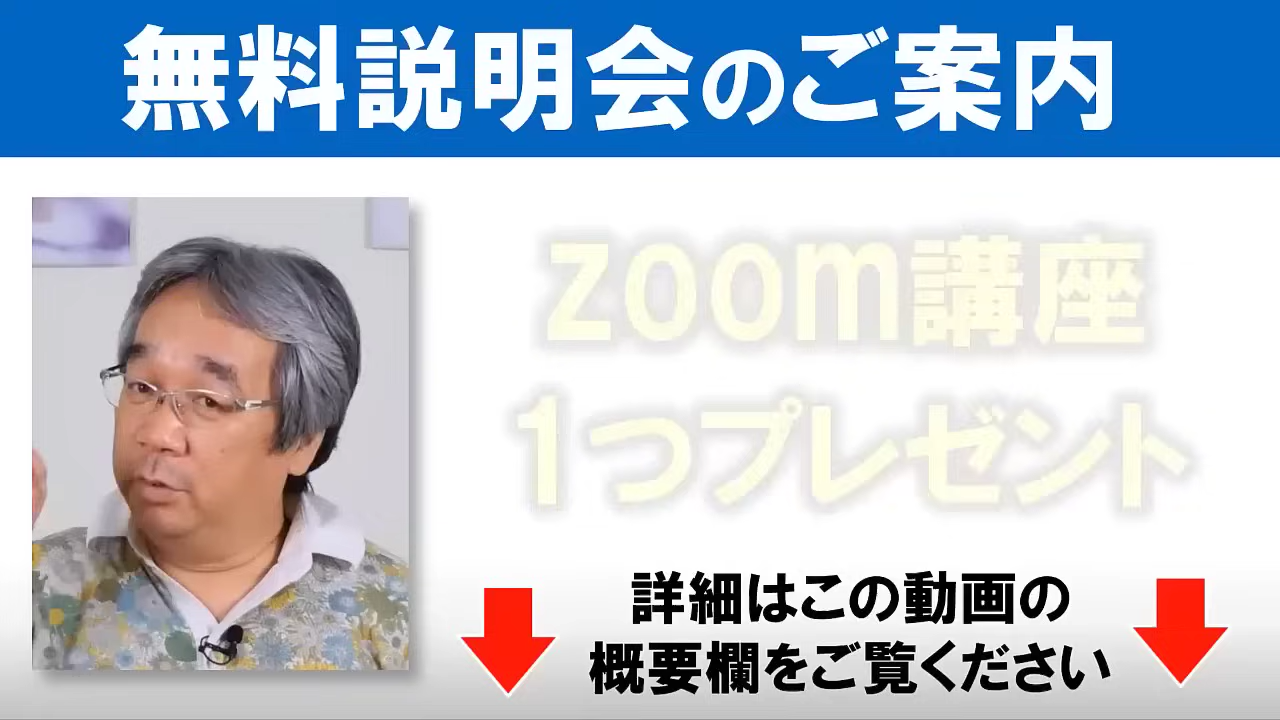 無料説明会のご案内
zoom講座
1つプレゼント
詳細はこの動画の
概要欄をご覧ください